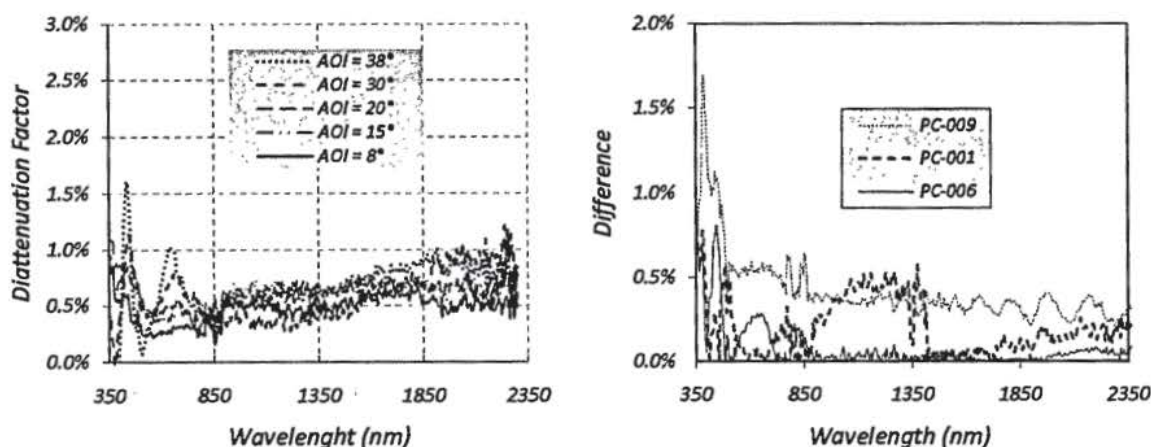 Diattenuation Factor
3.0%
2.5%
2.0%
1.5%
1.0%
0.5%
0.0%
AOI = 38°
AOI = 30°
AOI = 20°
AOI = 15°
AOI = 8°
350 850 1350 1850 2350
Wavelenght (nm)
Difference
2.0%
1.5%
1.0%
0.5%
0.0%
PC-009
PC-001
PC-006
350 850 1350 1850 2350
Wavelength (nm)